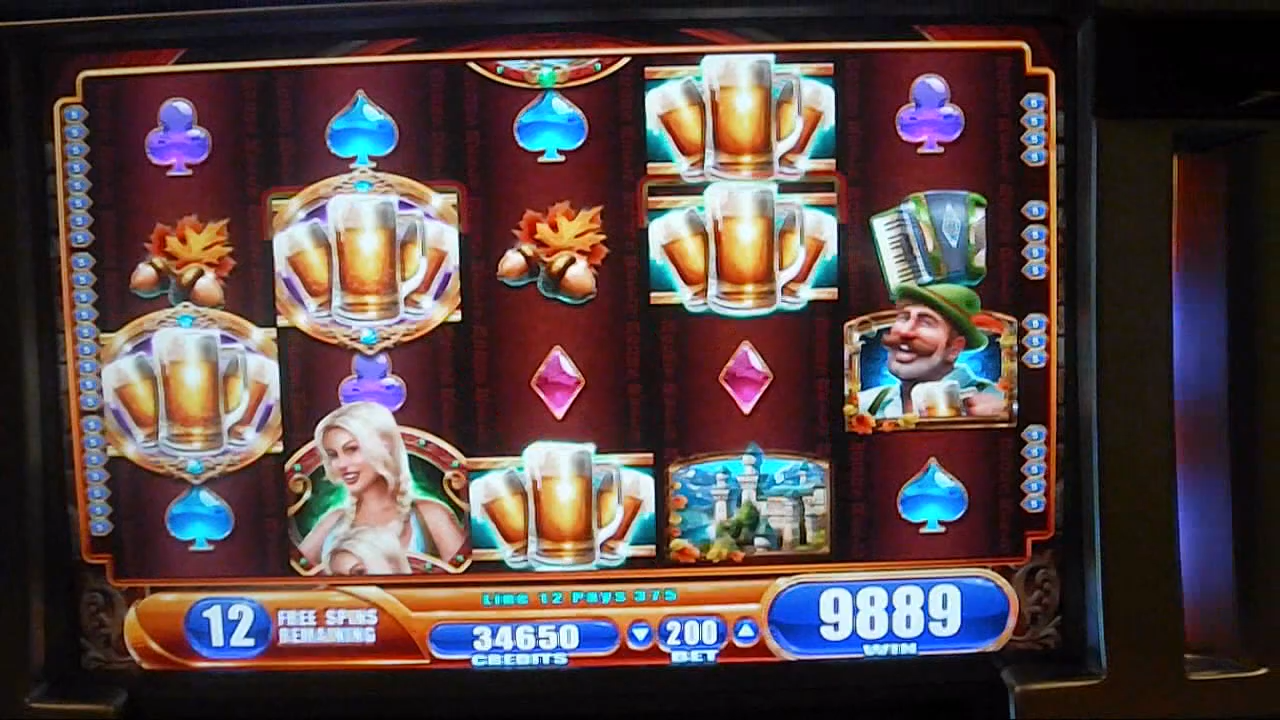 Line 12 Pays 375
12
FREE SPINS
REMAINING
34650
CREDITS
200
BET
9889
WIN